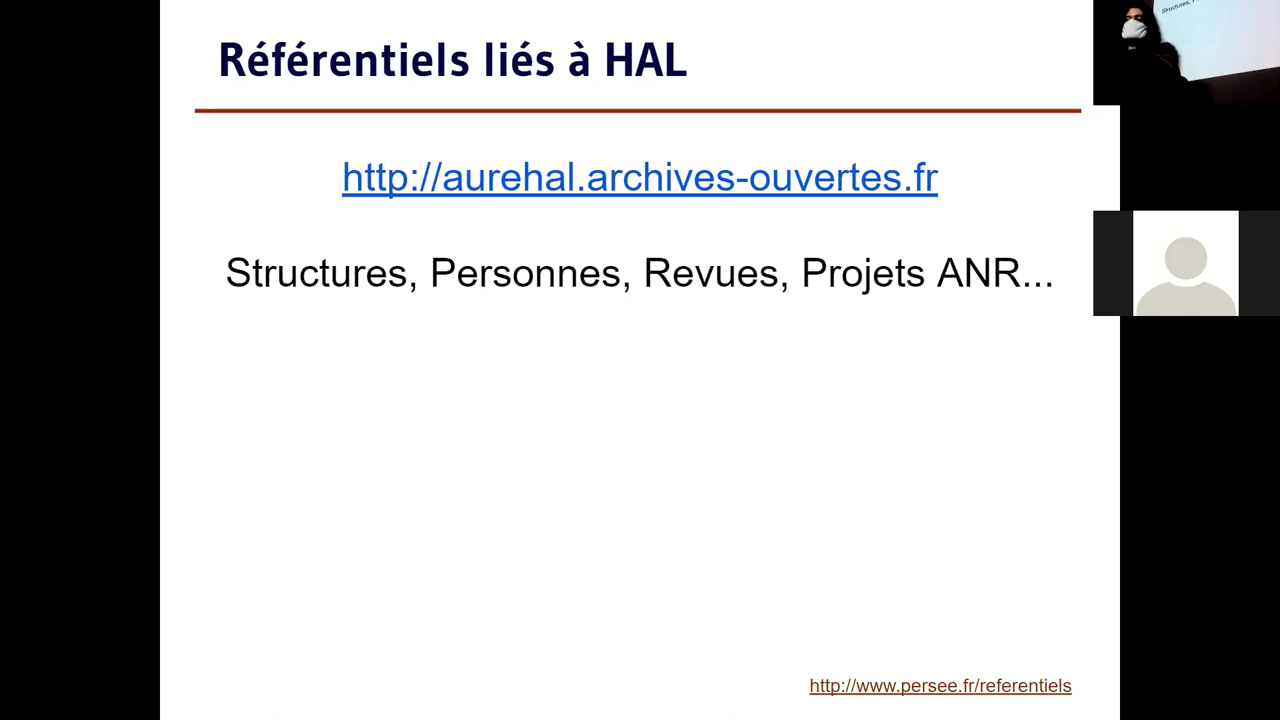 Référentiels liés à HAL
http://aurehal.archives-ouvertes.fr
Structures, Personnes, Revues, Projets ANR...
http://www.persee.fr/referentiels